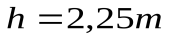 h = 2,25m